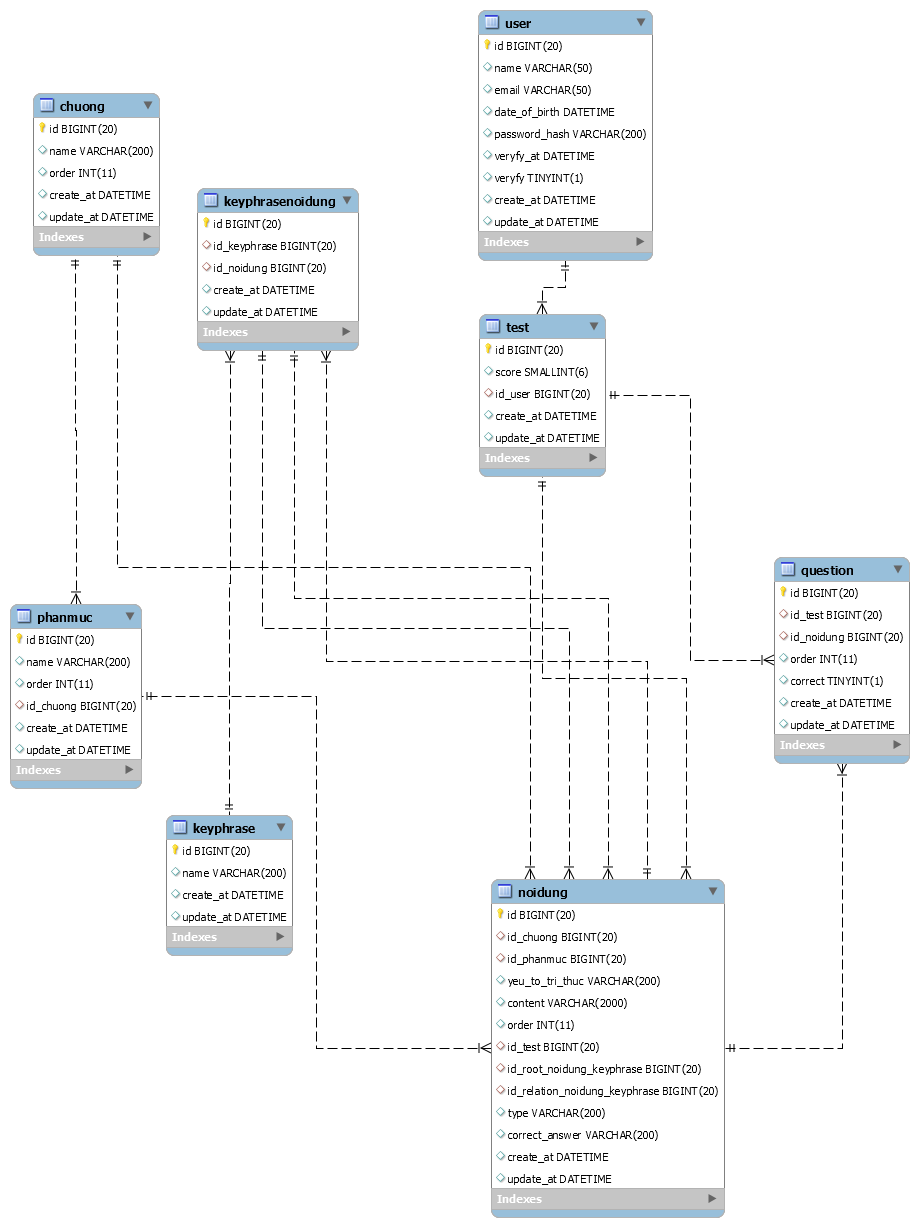 user
id BIGINT(20)
name VARCHAR(50)
email VARCHAR(50)
date_of_birth DATETIME
password_hash VARCHAR(200)
veryfy_at DATETIME
veryfy TINYINT(1)
create_at DATETIME
update_at DATETIME
Indexes
chuong
id BIGINT(20)
name VARCHAR(200)
order INT(11)
create_at DATETIME
update_at DATETIME
Indexes
keyphrasenoidung
id BIGINT(20)
id_keyphrase BIGINT(20)
id_noidung BIGINT(20)
create_at DATETIME
update_at DATETIME
Indexes
test
id BIGINT(20)
score SMALLINT(6)
id_user BIGINT(20)
create_at DATETIME
update_at DATETIME
Indexes
question
id BIGINT(20)
id_test BIGINT(20)
id_noidung BIGINT(20)
order INT(11)
correct TINYINT(1)
create_at DATETIME
update_at DATETIME
Indexes
phanmuc
id BIGINT(20)
name VARCHAR(200)
order INT(11)
id_chuong BIGINT(20)
create_at DATETIME
update_at DATETIME
Indexes
keyphrase
id BIGINT(20)
name VARCHAR(200)
create_at DATETIME
update_at DATETIME
Indexes
noidung
id BIGINT(20)
id_chuong BIGINT(20)
id_phanmuc BIGINT(20)
yeu_to_tri_thuc VARCHAR(200)
content VARCHAR(2000)
order INT(11)
id_test BIGINT(20)
id_root_noidung_keyphrase BIGINT(20)
id_relation_noidung_keyphrase BIGINT(20)
type VARCHAR(200)
correct_answer VARCHAR(200)
create_at DATETIME
update_at DATETIME
Indexes